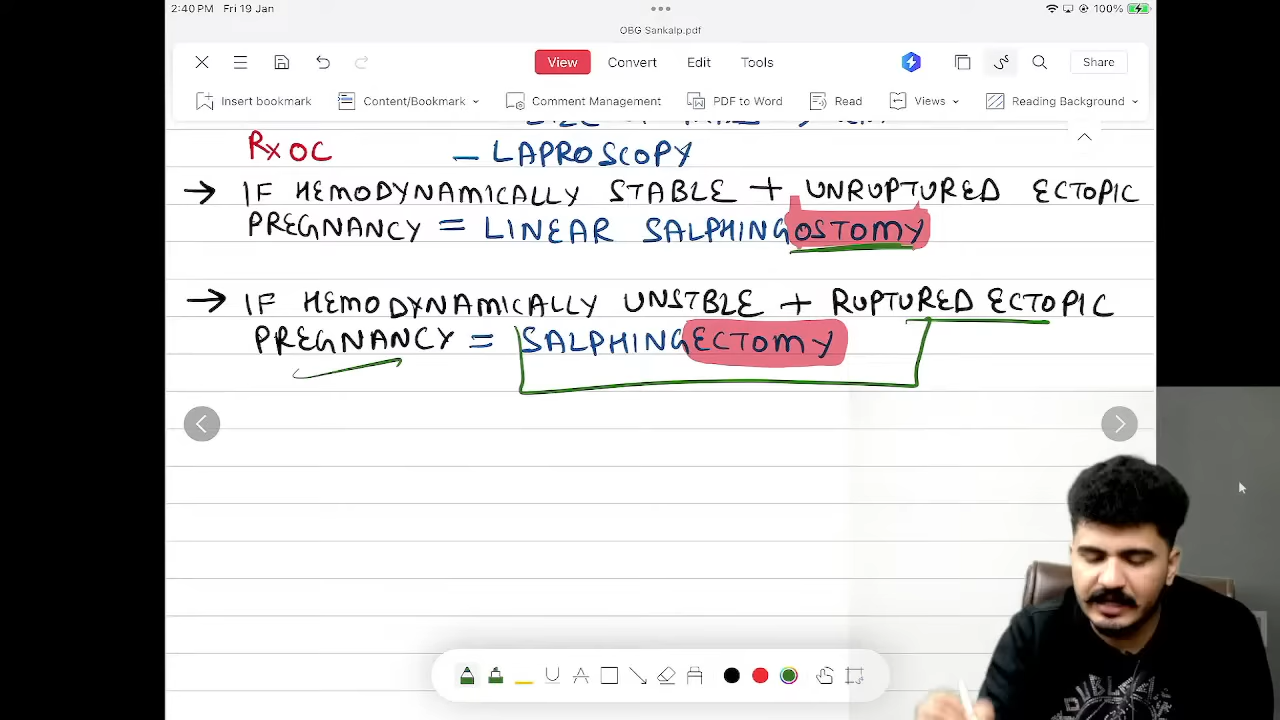 2:40 PM Fri 19 Jan
100%
OBG Sankalp.pdf
View Convert Edit Tools Share
Insert bookmark Content/Bookmark Comment Management PDF to Word Read Views Reading Background
RxOC - LAPROSCOPY
→ IF HEMODYNAMICALLY STABLE + UNRUPTURED ECTOPIC
PREGNANCY = LINEAR SALPHINGOSTOMY
→ IF HEMODYNAMICALLY UNSTBLE + RUPTURED ECTOPIC
PREGNANCY = SALPHINGECTOMY